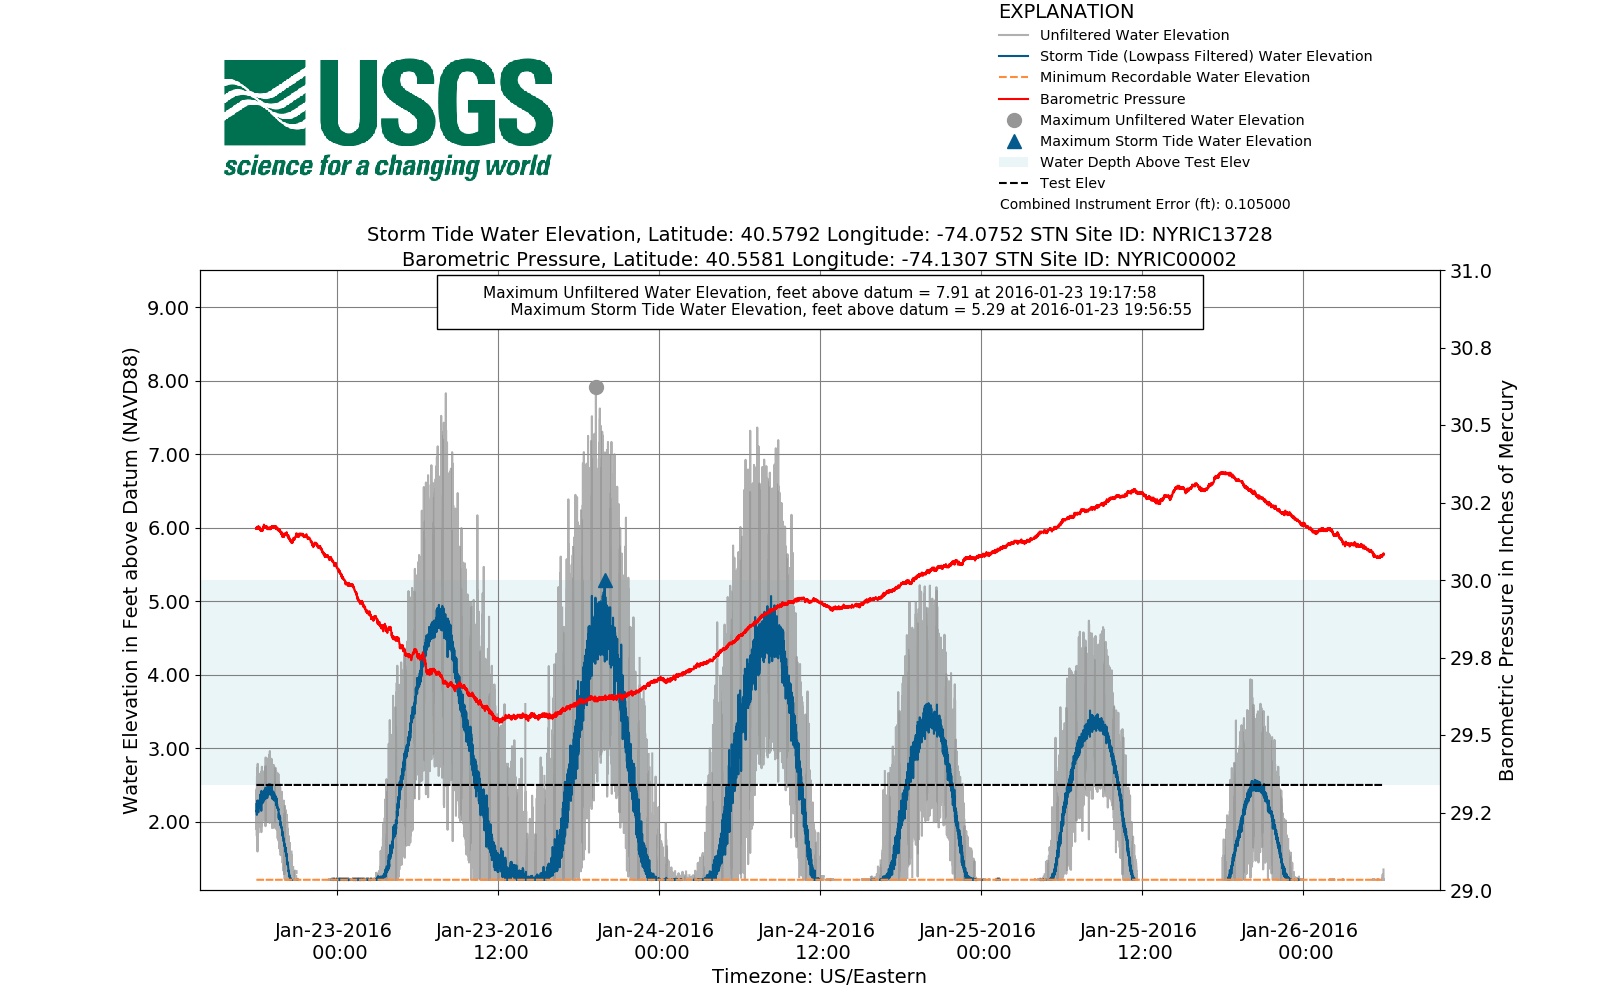 EXPLANATION
Unfiltered Water Elevation
Storm Tide (Lowpass Filtered) Water Elevation
Minimum Recordable Water Elevation
Barometric Pressure
Maximum Unfiltered Water Elevation
Maximum Storm Tide Water Elevation
Water Depth Above Test Elev
Test Elev
Combined Instrument Error (ft): 0.105000
USGS
science for a changing world
Storm Tide Water Elevation, Latitude: 40.5792 Longitude: -74.0752 STN Site ID: NYRIC13728
Barometric Pressure, Latitude: 40.5581 Longitude: -74.1307 STN Site ID: NYRIC00002
Maximum Unfiltered Water Elevation, feet above datum = 7.91 at 2016-01-23 19:17:58
Maximum Storm Tide Water Elevation, feet above datum = 5.29 at 2016-01-23 19:56:55
Water Elevation in Feet above Datum (NAVD88)
9.00
8.00
7.00
6.00
5.00
4.00
3.00
2.00
31.0
30.8
30.5
30.2
30.0
29.8
29.5
29.2
29.0
Barometric Pressure in Inches of Mercury
Jan-23-2016 Jan-23-2016 Jan-24-2016 Jan-24-2016 Jan-25-2016 Jan-25-2016 Jan-26-2016
00:00 12:00 00:00 12:00 00:00 12:00 00:00
Timezone: US/Eastern